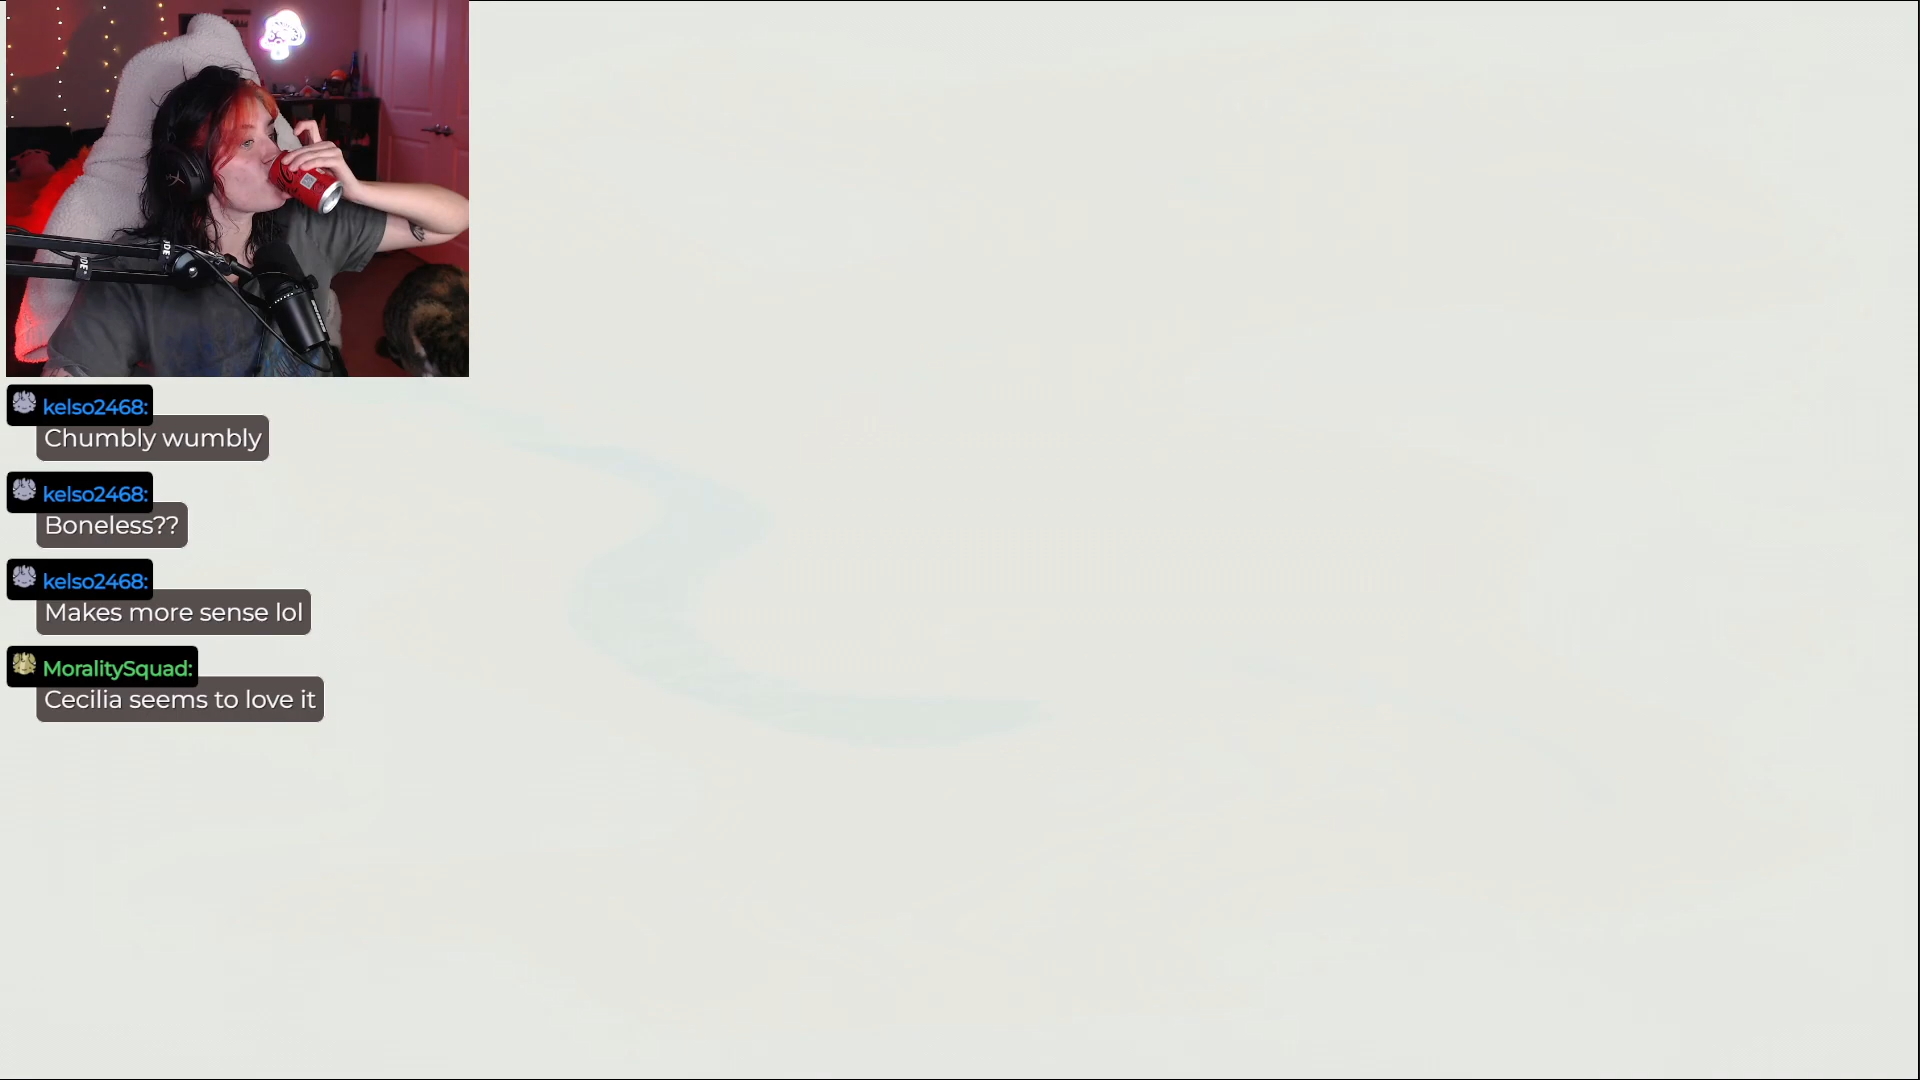 kelso2468:
Chumbly wumbly
kelso2468:
Boneless??
kelso2468:
Makes more sense lol
MoralitySquad:
Cecilia seems to love it